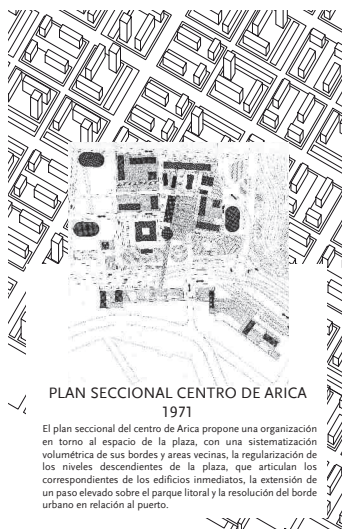 PLAN SECCIONAL CENTRO DE ARICA
1971
El plan seccional del centro de Arica propone una organización
en torno al espacio de la plaza, con una sistematización
volumétrica de sus bordes y areas vecinas, la regularización de
los niveles descendientes de la plaza, que articulan los
correspondientes de los edificios inmediatos, la extensión de
un paso elevado sobre el parque litoral y la resolución del borde
urbano en relación al puerto.